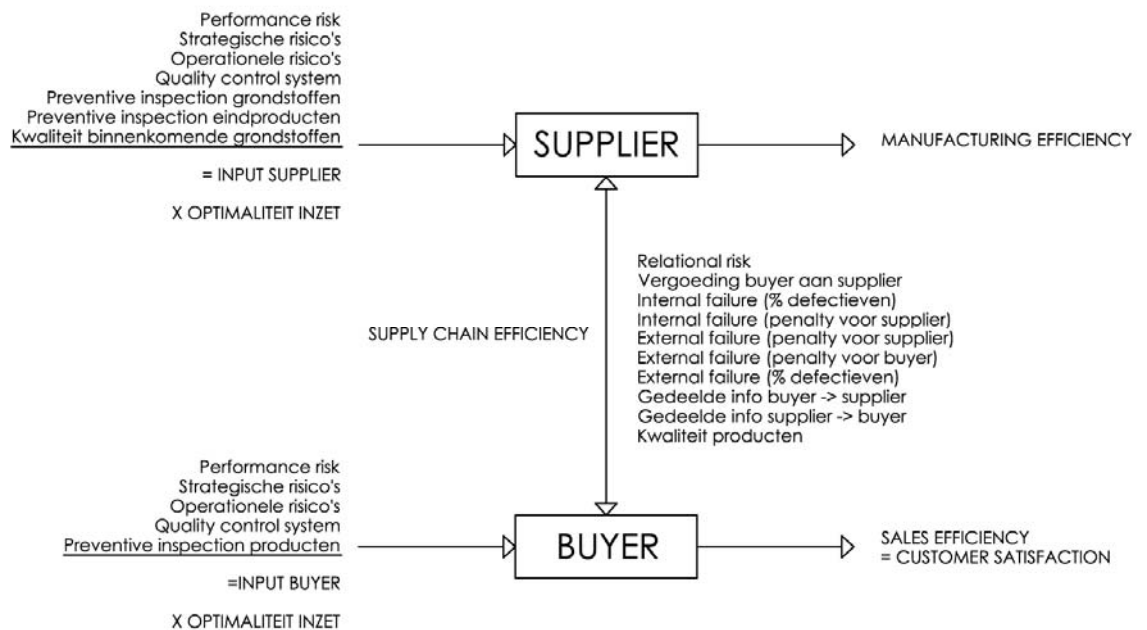 Performance risk
Strategische risico's
Operationele risico's
Quality control system
Preventive inspection grondstoffen
Preventive inspection eindproducten
Kwaliteit binnenkomende grondstoffen
= INPUT SUPPLIER
X OPTIMALITEIT INZET
SUPPLIER
MANUFACTURING EFFICIENCY
SUPPLY CHAIN EFFICIENCY
Relational risk
Vergoeding buyer aan supplier
Internal failure (% defectieven)
Internal failure (penalty voor supplier)
External failure (penalty voor supplier)
External failure (penalty voor buyer)
External failure (% defectieven)
Gedeelde info buyer -> supplier
Gedeelde info supplier -> buyer
Kwaliteit producten
Performance risk
Strategische risico's
Operationele risico's
Quality control system
Preventive inspection producten
=INPUT BUYER
X OPTIMALITEIT INZET
BUYER
SALES EFFICIENCY
= CUSTOMER SATISFACTION